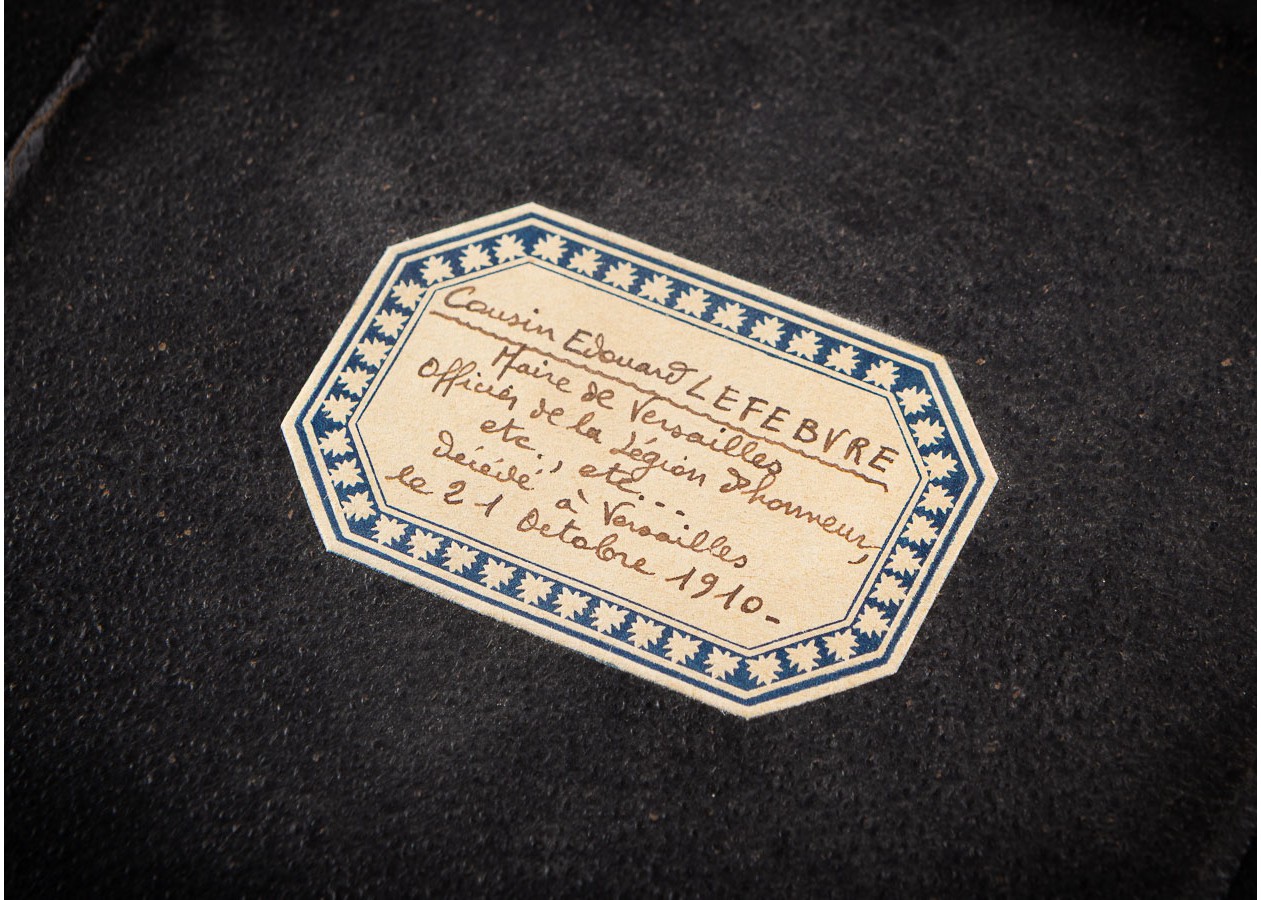 Cousin Edouard LEFEBVRE
Maire de Versailles
Officier de la Légion d'honneur,
etc., etc...
décédé à Versailles
le 21 Octobre 1910-